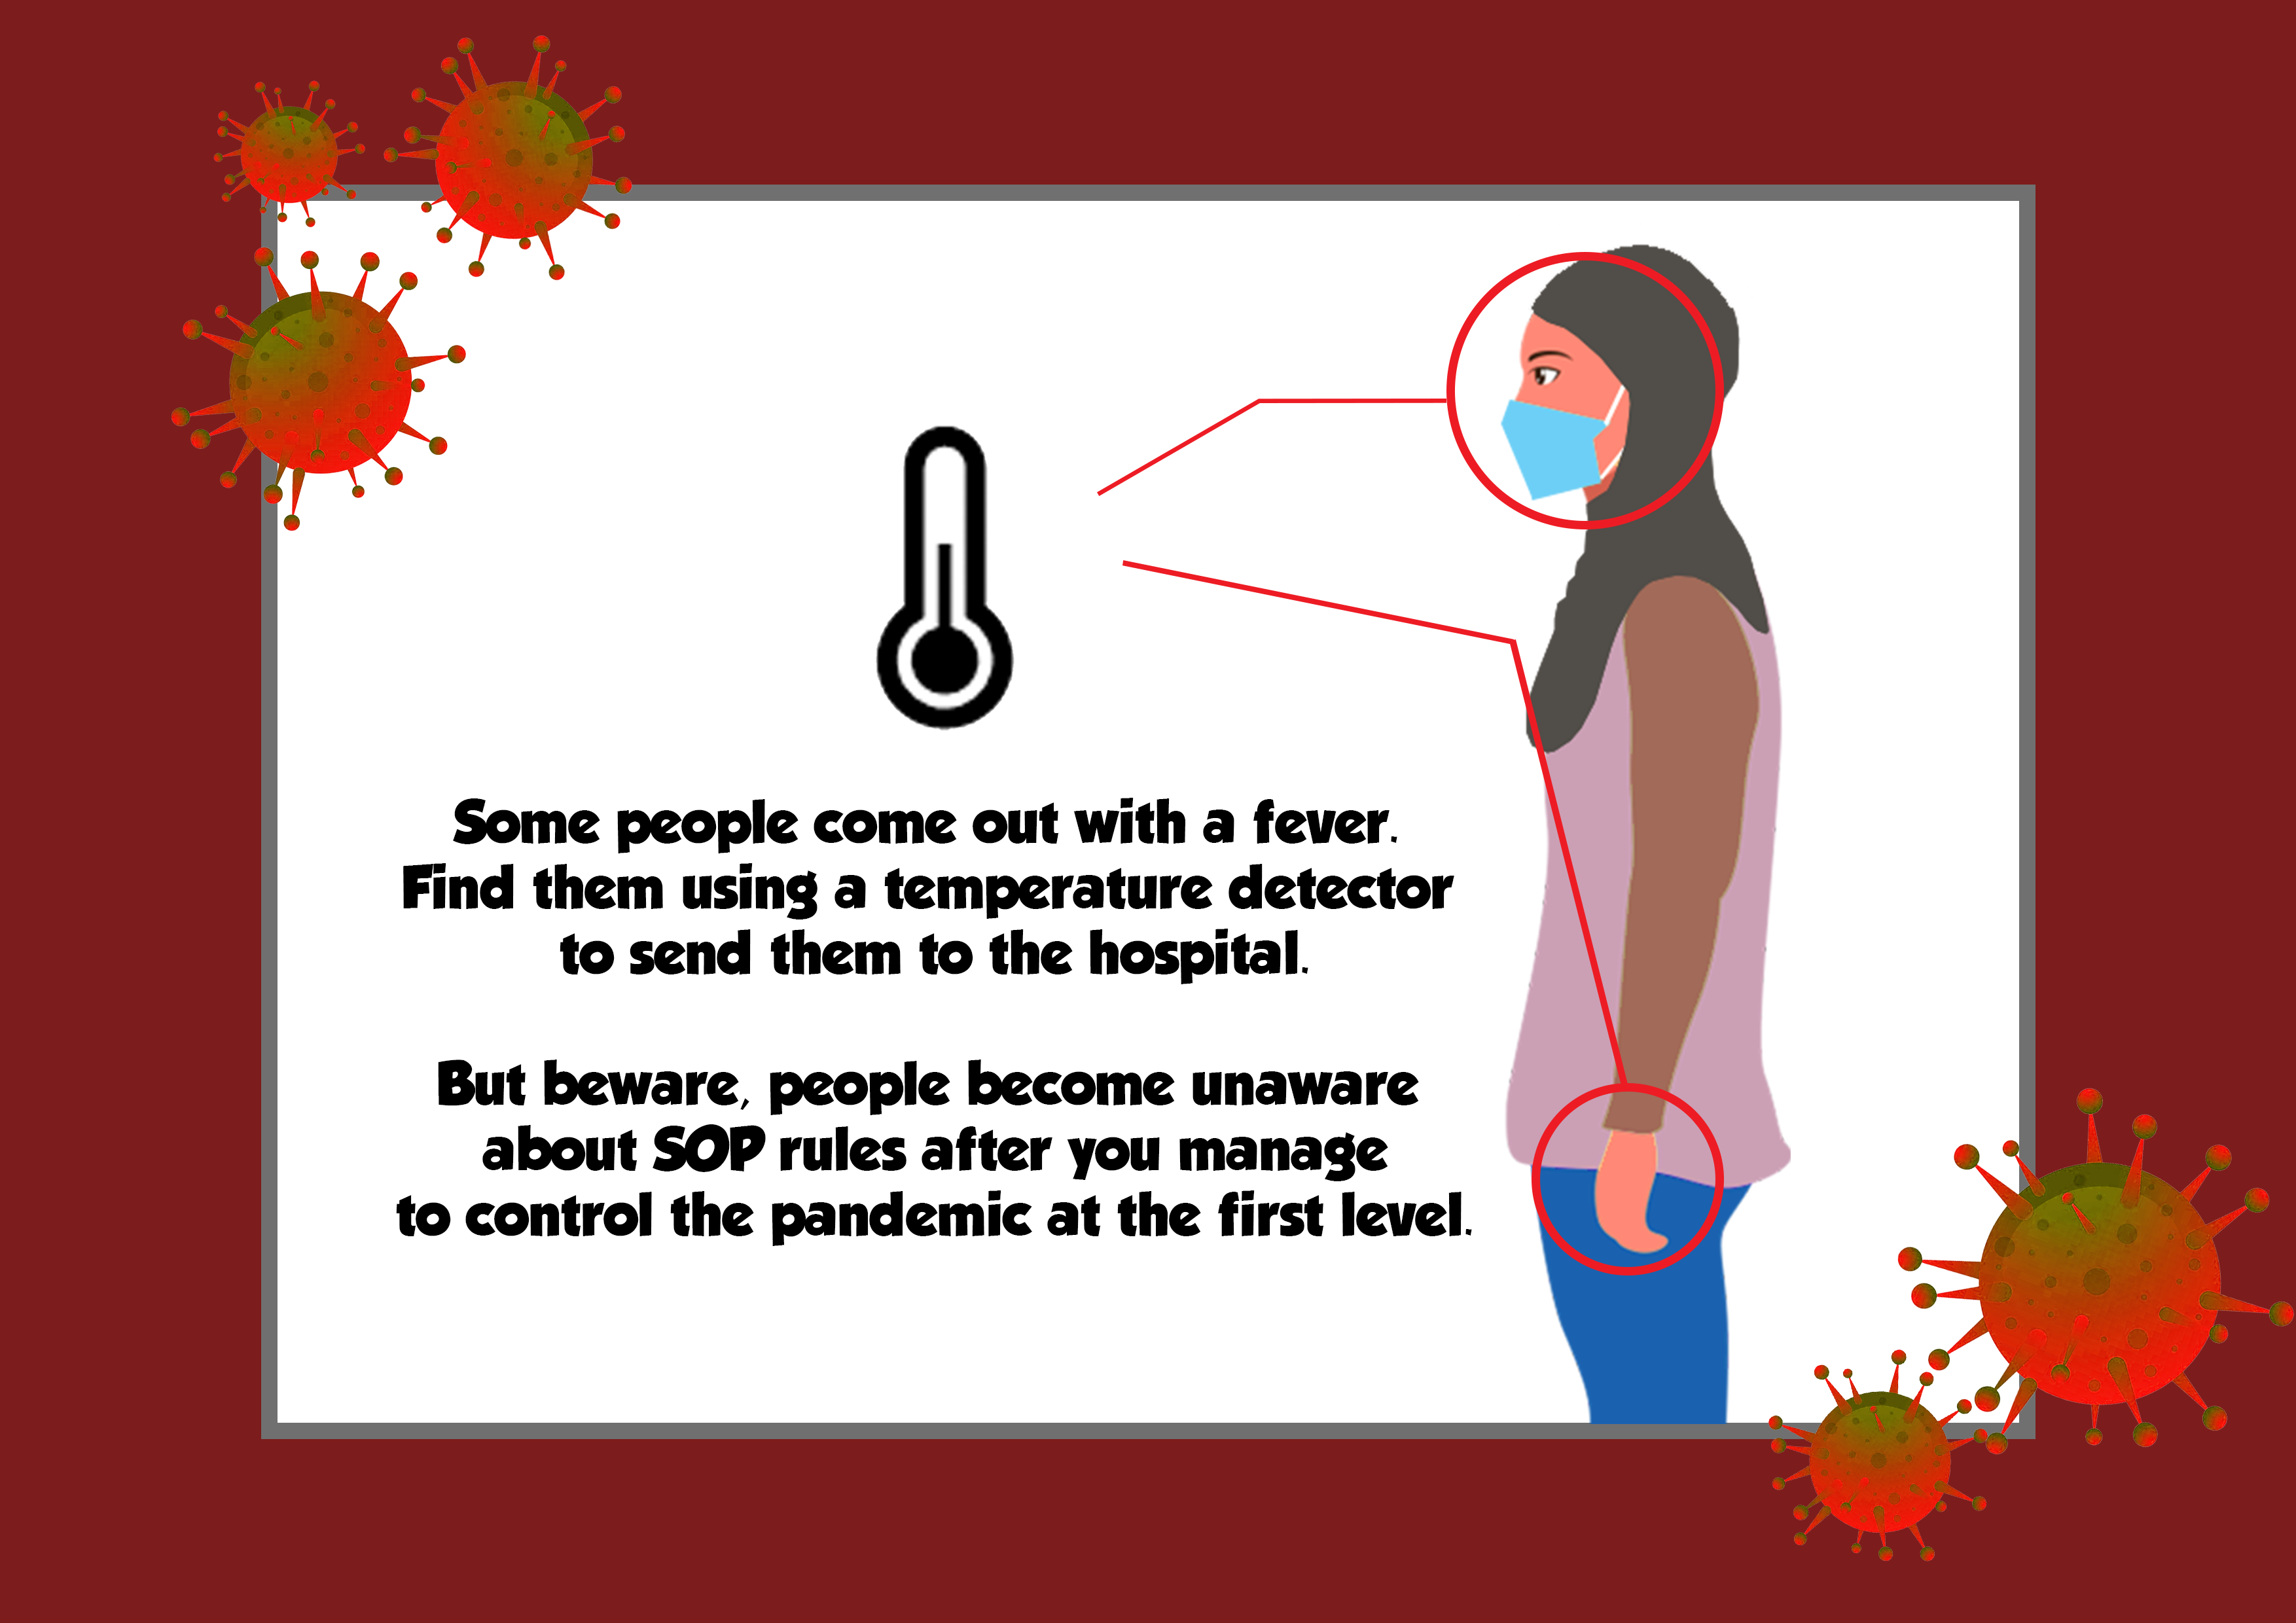 Some people come out with a fever.
Find them using a temperature detector
to send them to the hospital.
But beware, people become unaware
about SOP rules after you manage
to control the pandemic at the first level.